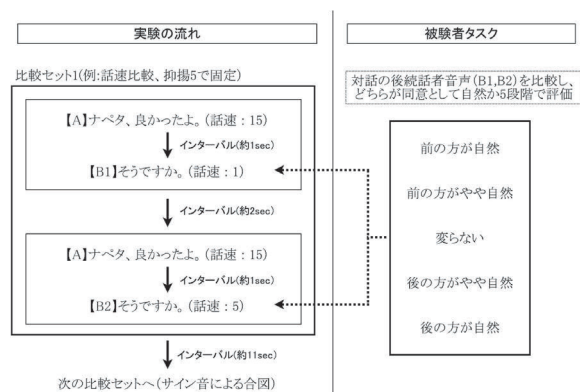 実験の流れ
比較セット1(例:話速比較、抑揚5で固定)
【A】ナペタ、良かったよ。(話速：15)
インターバル(約1sec)
【B1】そうですか。(話速：1)
インターバル(約2sec)
【A】ナペタ、良かったよ。(話速：15)
インターバル(約1sec)
【B2】そうですか。(話速：5)
インターバル(約11sec)
次の比較セットへ(サイン音による合図)
被験者タスク
対話の後続話者音声(B1,B2)を比較し、
どちらが同意として自然か5段階で評価
前の方が自然
前の方がやや自然
変らない
後の方がやや自然
後の方が自然